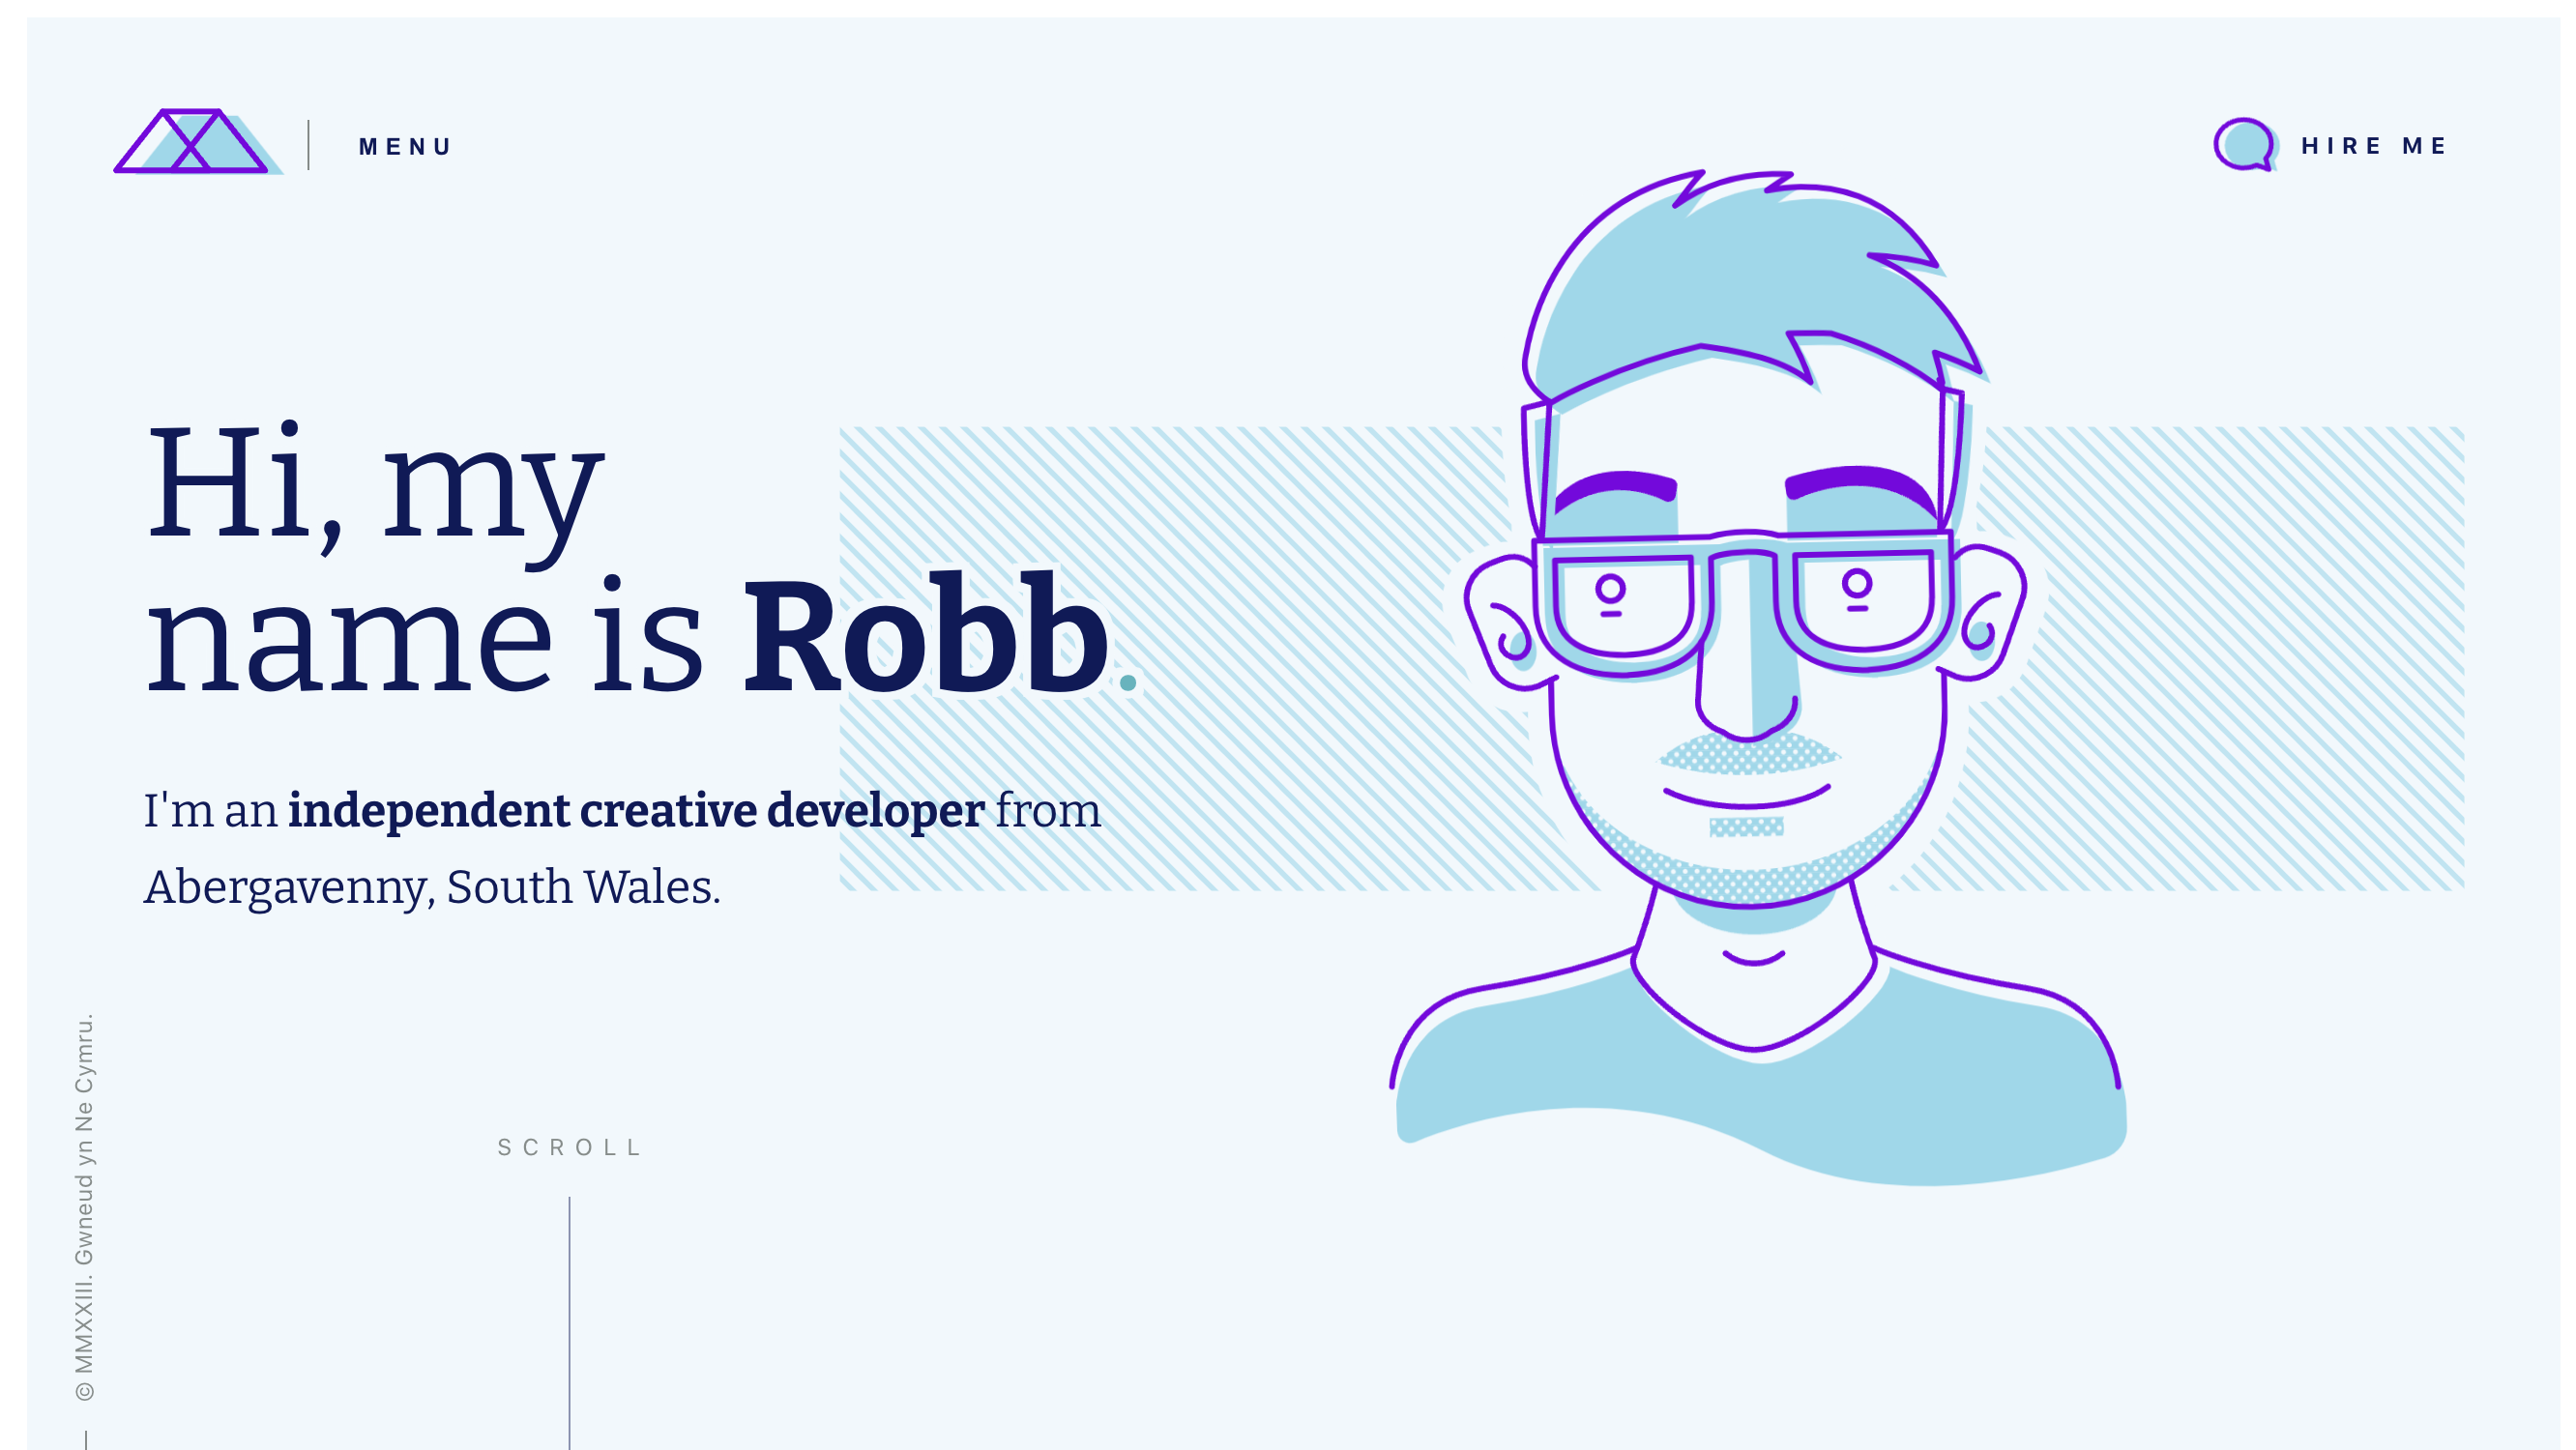 MENU
HIRE ME
Hi, my
name is Robb.
I'm an independent creative developer from
Abergavenny, South Wales.
SCROLL
© MMXXIII. Gwneud yn Ne Cymru.